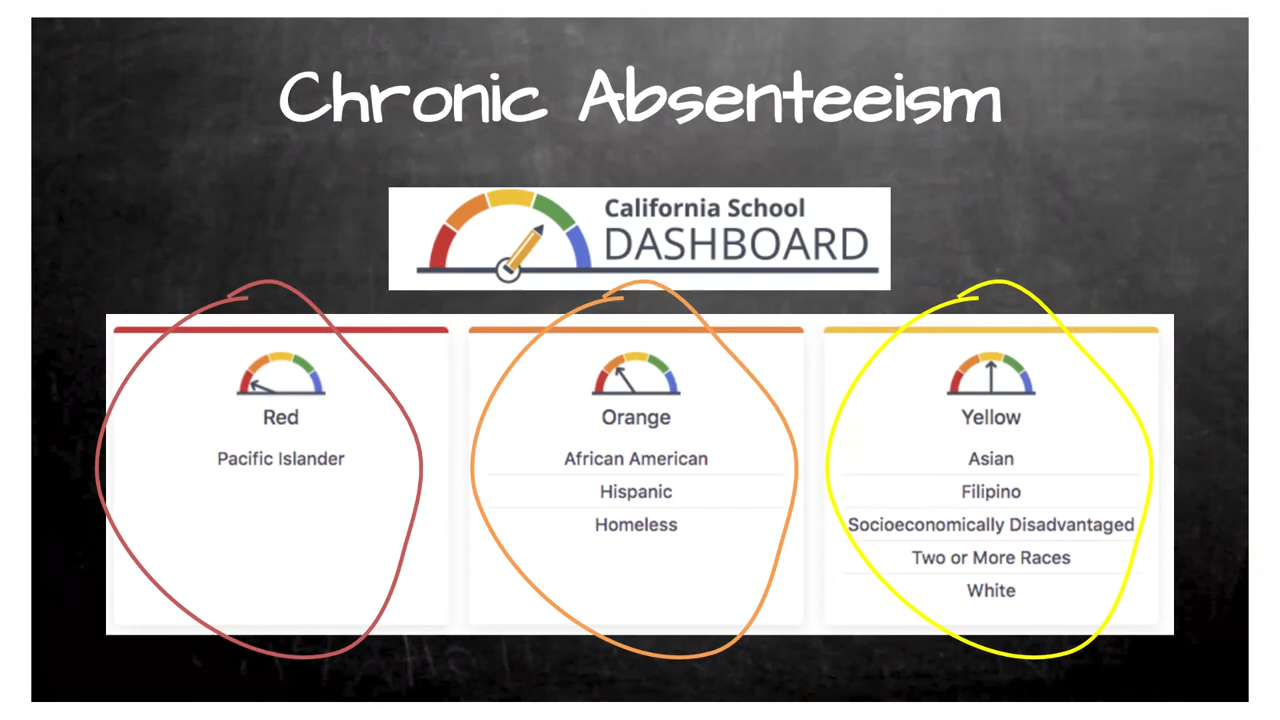 Chronic Absenteeism
California School
DASHBOARD
Red
Pacific Islander
Orange
African American
Hispanic
Homeless
Yellow
Asian
Filipino
Socioeconomically Disadvantaged
Two or More Races
White